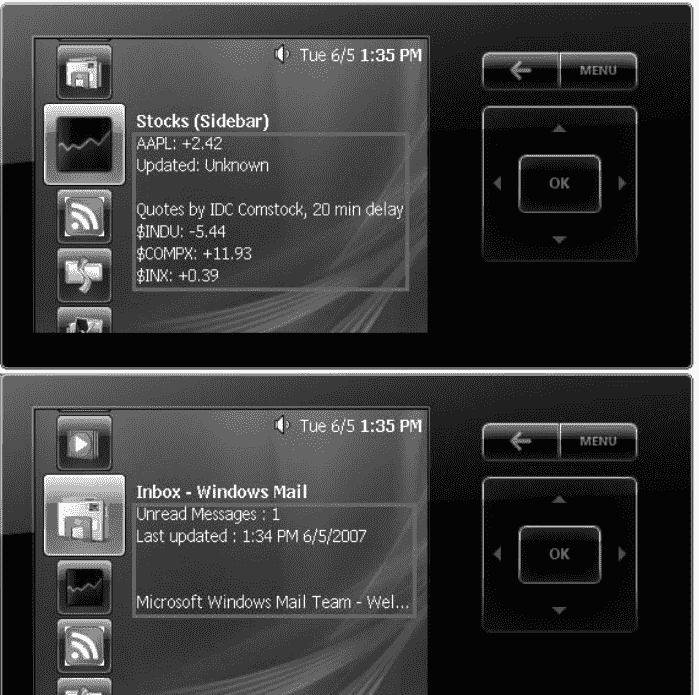 Tue 6/5 1:35 PM
MENU
Stocks (Sidebar)
AAPL: +2.42
Updated: Unknown
OK
Quotes by IDC Comstock, 20 min delay
$INDU: -5.44
$COMPX: +11.93
$INX: +0.39
Tue 6/5 1:35 PM
MENU
Inbox - Windows Mail
Unread Messages : 1
Last updated : 1:34 PM 6/5/2007
OK
Microsoft Windows Mail Team - Wel...